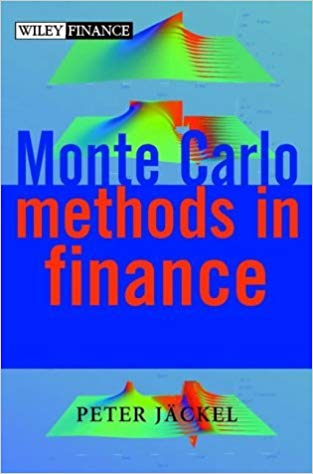 WILEY FINANCE
Monte Carlo
methods in
finance
PETER JÄCKEL